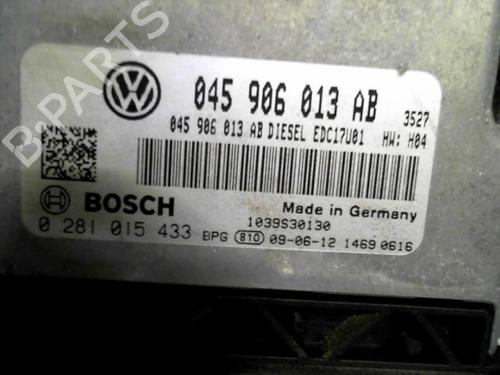 045 906 013 AB 3527
045 906 013 AB DIESEL EDC17U01 HW: H04
BOSCH Made in Germany
1039S30130
0 281 015 433 BPG 810 09-06-12 1469 0616
B-PARTS